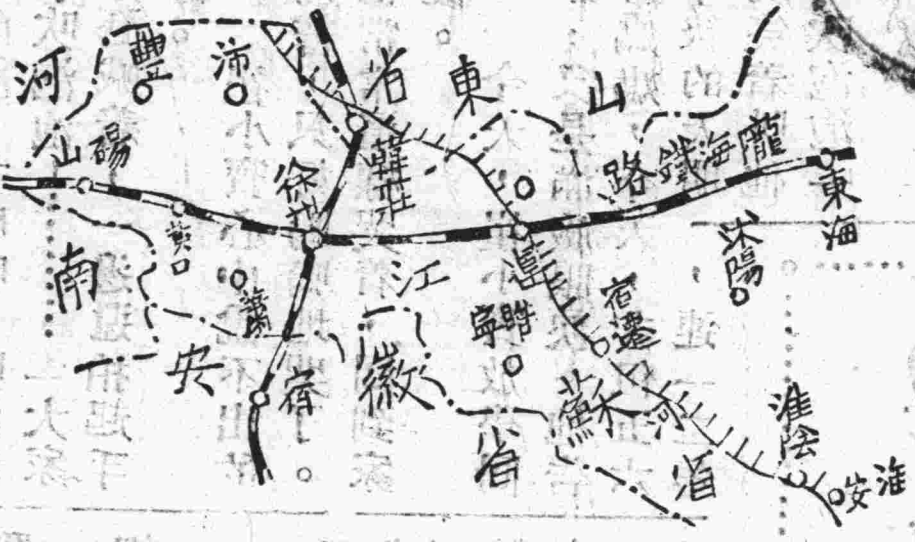 山東省
河南
豐
沛
碭山
韓莊
隴海鐵路
東海
徐州
黃口
沭陽
蕭
江蘇省
運河
宿遷
睢寧
安徽省
宿
淮陰
淮安